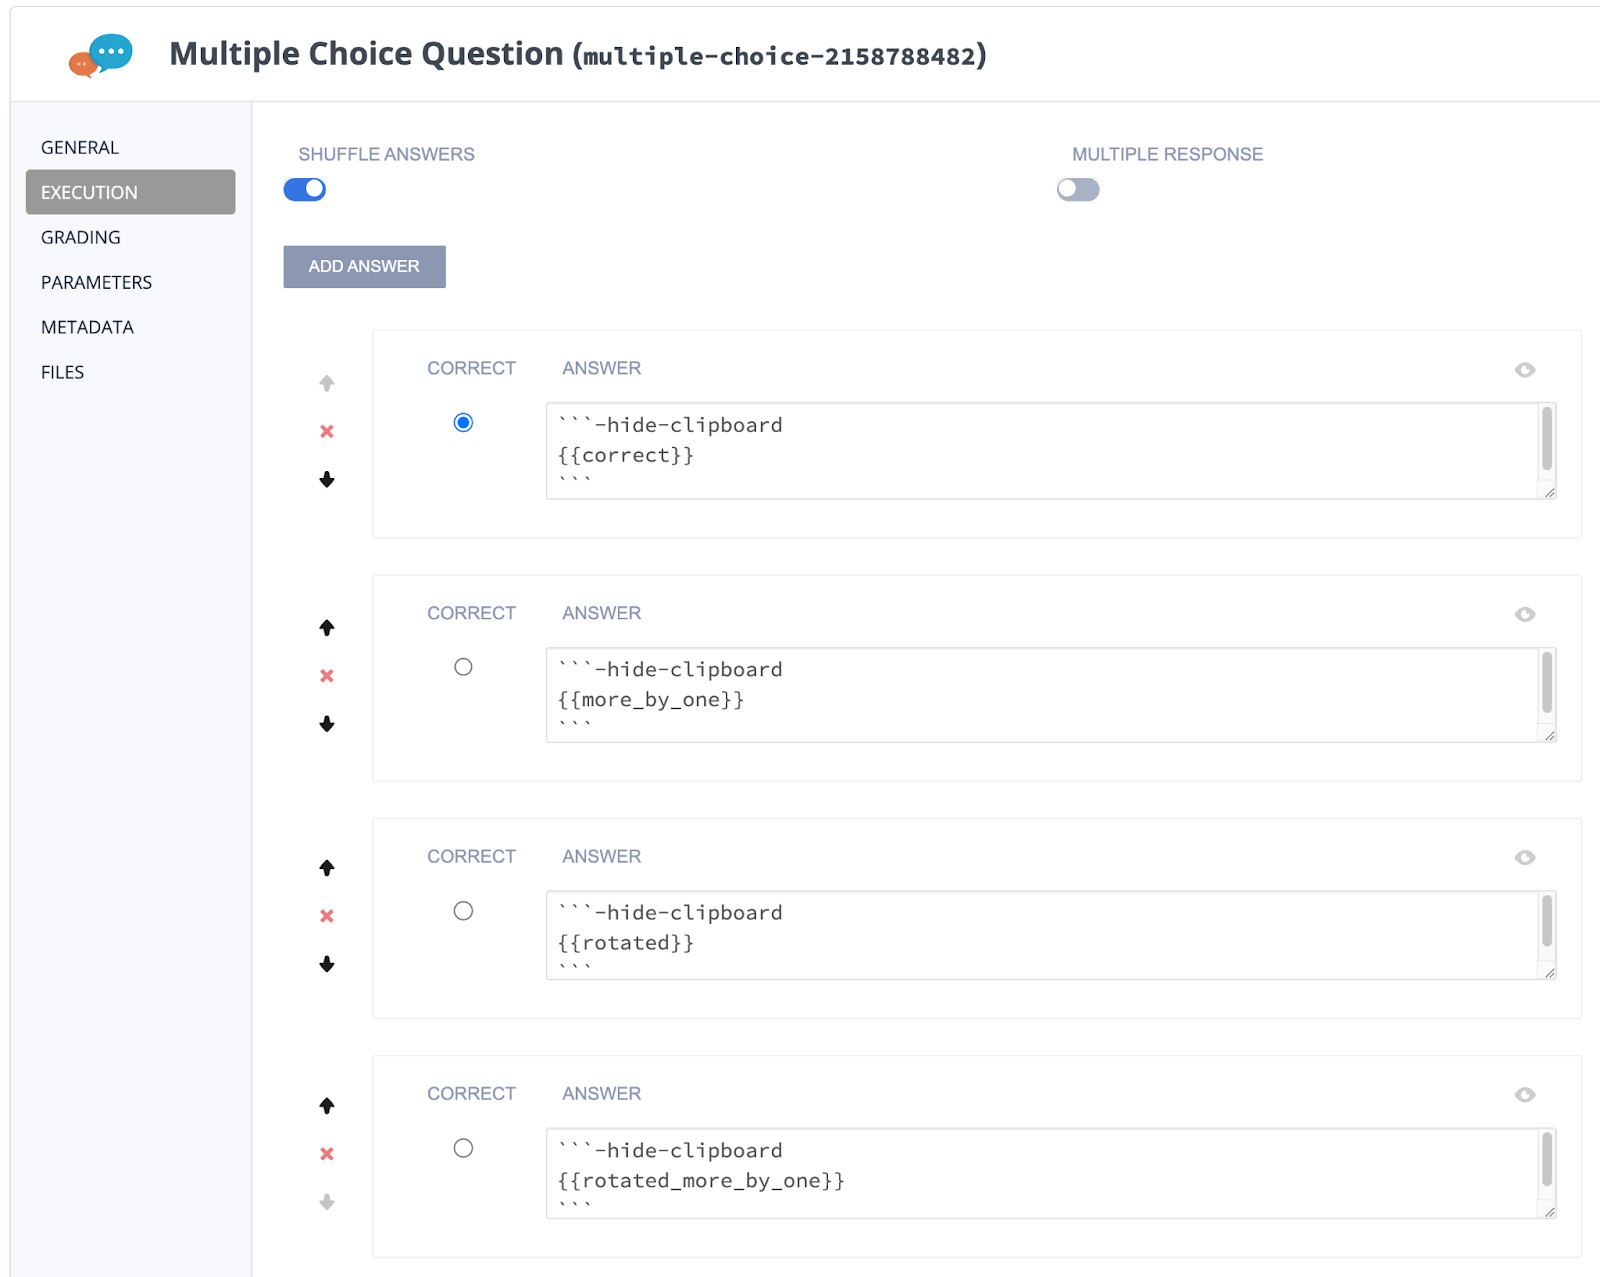 Multiple Choice Question (multiple-choice-2158788482)
GENERAL
EXECUTION
GRADING
PARAMETERS
METADATA
FILES
SHUFFLE ANSWERS
MULTIPLE RESPONSE
ADD ANSWER
CORRECT ANSWER
```-hide-clipboard
{{correct}}
```
CORRECT ANSWER
```-hide-clipboard
{{more_by_one}}
```
CORRECT ANSWER
```-hide-clipboard
{{rotated}}
```
CORRECT ANSWER
```-hide-clipboard
{{rotated_more_by_one}}
```